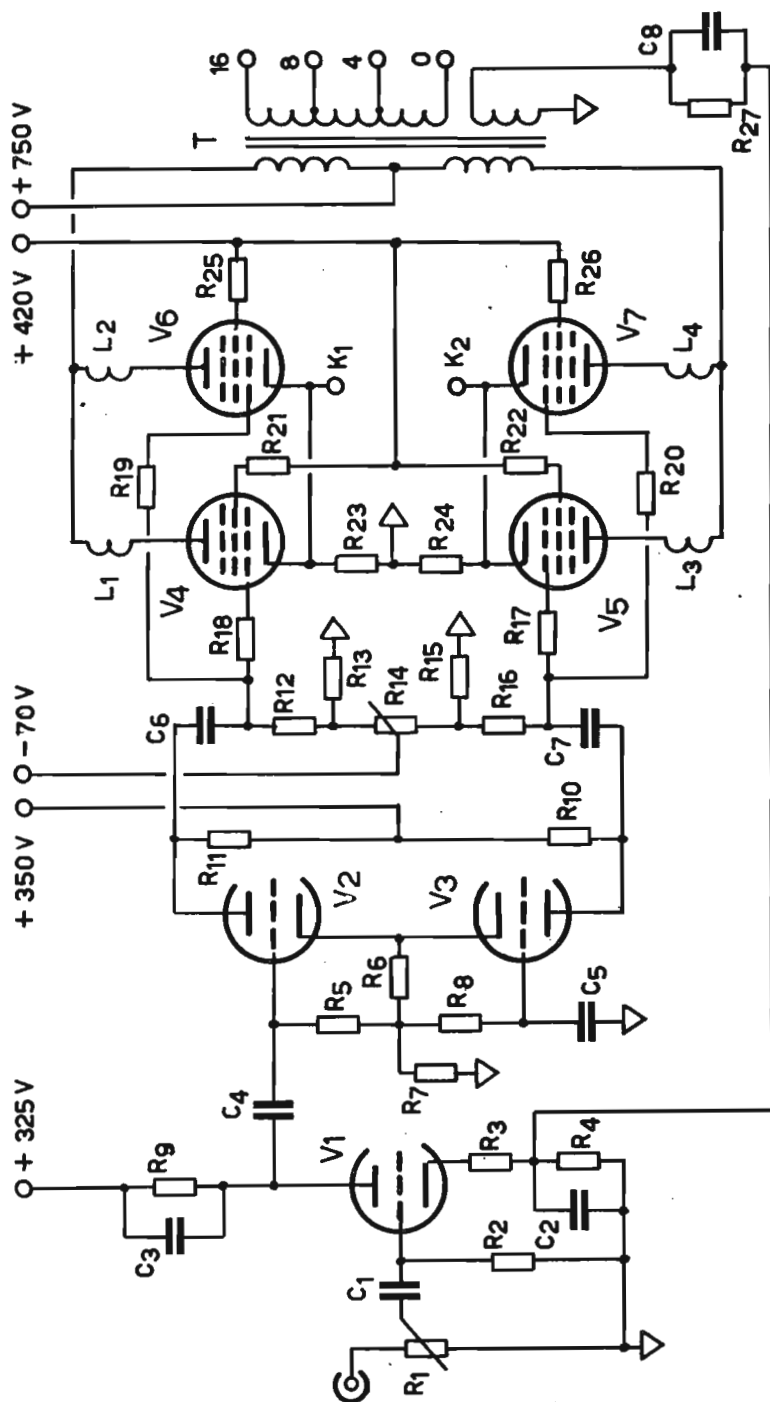 + 325 V
+ 350 V
- 70 V
+ 420 V
+ 750 V
R1
C1
R2
C2
R3
R4
V1
C3
R9
C4
R5
R6
R7
R8
C5
V2
V3
R11
R10
C6
C7
R12
R13
R14
R15
R16
R18
R17
V4
V5
L1
L3
R19
R20
R23
R24
R21
R22
K1
K2
V6
V7
L2
L4
R25
R26
T
16
8
4
0
C8
R27